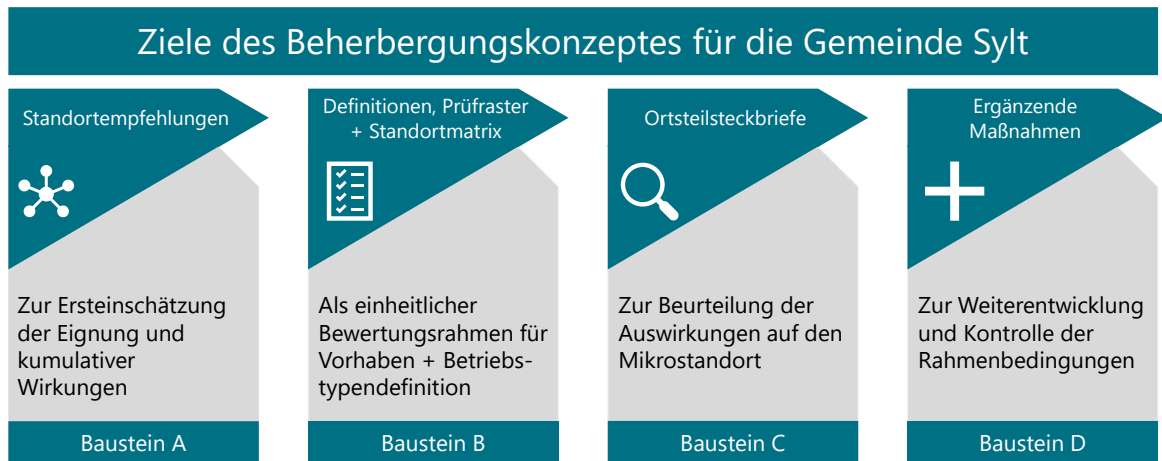 Ziele des Beherbergungskonzeptes für die Gemeinde Sylt
Standortempfehlungen
Zur Ersteinschätzung
der Eignung und
kumulativer
Wirkungen
Baustein A
Definitionen, Prüfraster
+ Standortmatrix
Als einheitlicher
Bewertungsrahmen für
Vorhaben + Betriebs-
typendefinition
Baustein B
Ortsteilsteckbriefe
Zur Beurteilung der
Auswirkungen auf den
Mikrostandort
Baustein C
Ergänzende
Maßnahmen
Zur Weiterentwicklung
und Kontrolle der
Rahmenbedingungen
Baustein D